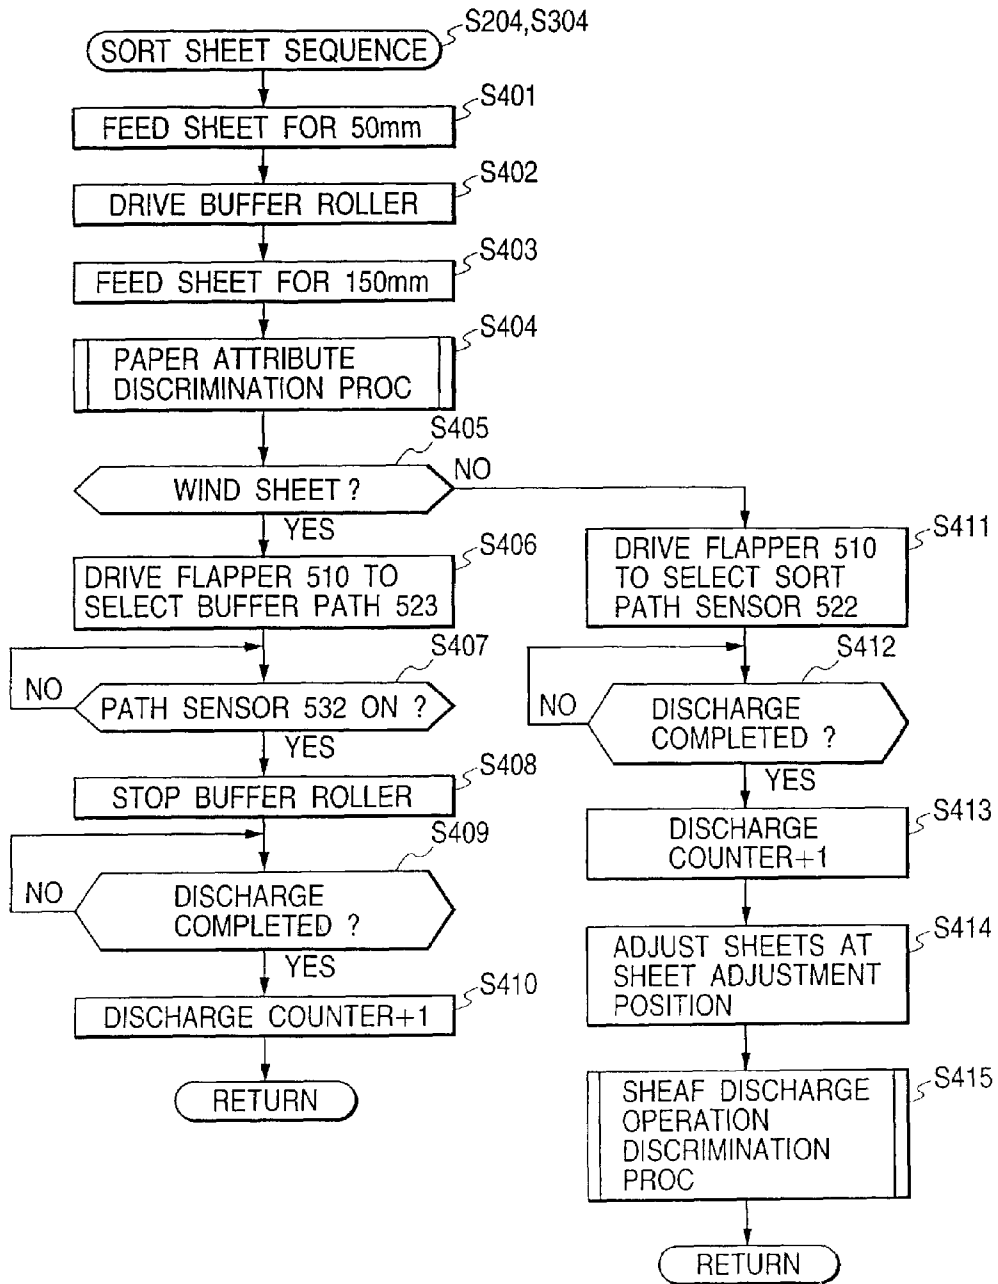 S204,S304
SORT SHEET SEQUENCE
S401
FEED SHEET FOR 50mm
S402
DRIVE BUFFER ROLLER
S403
FEED SHEET FOR 150mm
S404
PAPER ATTRIBUTE
DISCRIMINATION PROC
S405
WIND SHEET ?
NO
YES
S406
DRIVE FLAPPER 510 TO
SELECT BUFFER PATH 523
S407
NO
PATH SENSOR 532 ON ?
YES
S408
STOP BUFFER ROLLER
S409
NO
DISCHARGE
COMPLETED ?
YES
S410
DISCHARGE COUNTER+1
RETURN
S411
DRIVE FLAPPER 510
TO SELECT SORT
PATH SENSOR 522
S412
NO
DISCHARGE
COMPLETED ?
YES
S413
DISCHARGE
COUNTER+1
S414
ADJUST SHEETS AT
SHEET ADJUSTMENT
POSITION
S415
SHEAF DISCHARGE
OPERATION
DISCRIMINATION
PROC
RETURN